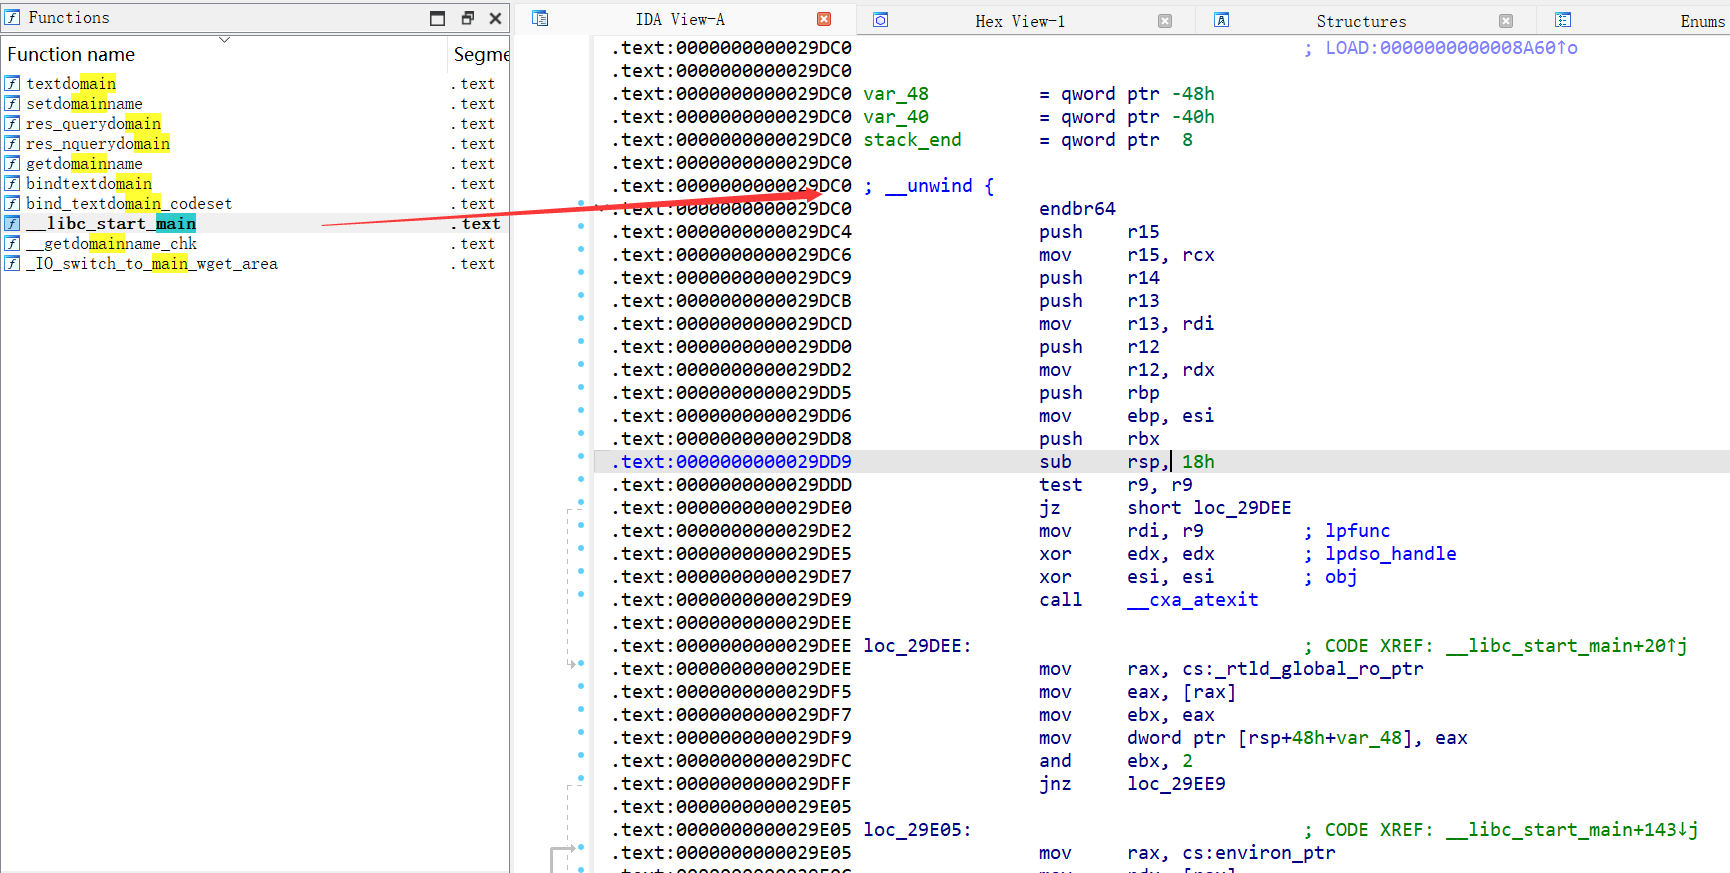 Functions
Function name Segme
textdomain .text
setdomainname .text
res_querydomain .text
res_nquerydomain .text
getdomainname .text
bindtextdomain .text
bind_textdomain_codeset .text
__libc_start_main .text
__getdomainname_chk .text
_IO_switch_to_main_wget_area .text
IDA View-A Hex View-1 Structures Enums
.text:0000000000029DC0 ; LOAD:0000000000008A60↑o
.text:0000000000029DC0
.text:0000000000029DC0 var_48 = qword ptr -48h
.text:0000000000029DC0 var_40 = qword ptr -40h
.text:0000000000029DC0 stack_end = qword ptr 8
.text:0000000000029DC0
.text:0000000000029DC0 ; __unwind {
.text:0000000000029DC0 endbr64
.text:0000000000029DC4 push r15
.text:0000000000029DC6 mov r15, rcx
.text:0000000000029DC9 push r14
.text:0000000000029DCB push r13
.text:0000000000029DCD mov r13, rdi
.text:0000000000029DD0 push r12
.text:0000000000029DD2 mov r12, rdx
.text:0000000000029DD5 push rbp
.text:0000000000029DD6 mov ebp, esi
.text:0000000000029DD8 push rbx
.text:0000000000029DD9 sub rsp, 18h
.text:0000000000029DDD test r9, r9
.text:0000000000029DE0 jz short loc_29DEE
.text:0000000000029DE2 mov rdi, r9 ; lpfunc
.text:0000000000029DE5 xor edx, edx ; lpdso_handle
.text:0000000000029DE7 xor esi, esi ; obj
.text:0000000000029DE9 call __cxa_atexit
.text:0000000000029DEE
.text:0000000000029DEE loc_29DEE: ; CODE XREF: __libc_start_main+20↑j
.text:0000000000029DEE mov rax, cs:_rtld_global_ro_ptr
.text:0000000000029DF5 mov eax, [rax]
.text:0000000000029DF7 mov ebx, eax
.text:0000000000029DF9 mov dword ptr [rsp+48h+var_48], eax
.text:0000000000029DFC and ebx, 2
.text:0000000000029DFF jnz loc_29EE9
.text:0000000000029E05
.text:0000000000029E05 loc_29E05: ; CODE XREF: __libc_start_main+143↓j
.text:0000000000029E05 mov rax, cs:environ_ptr